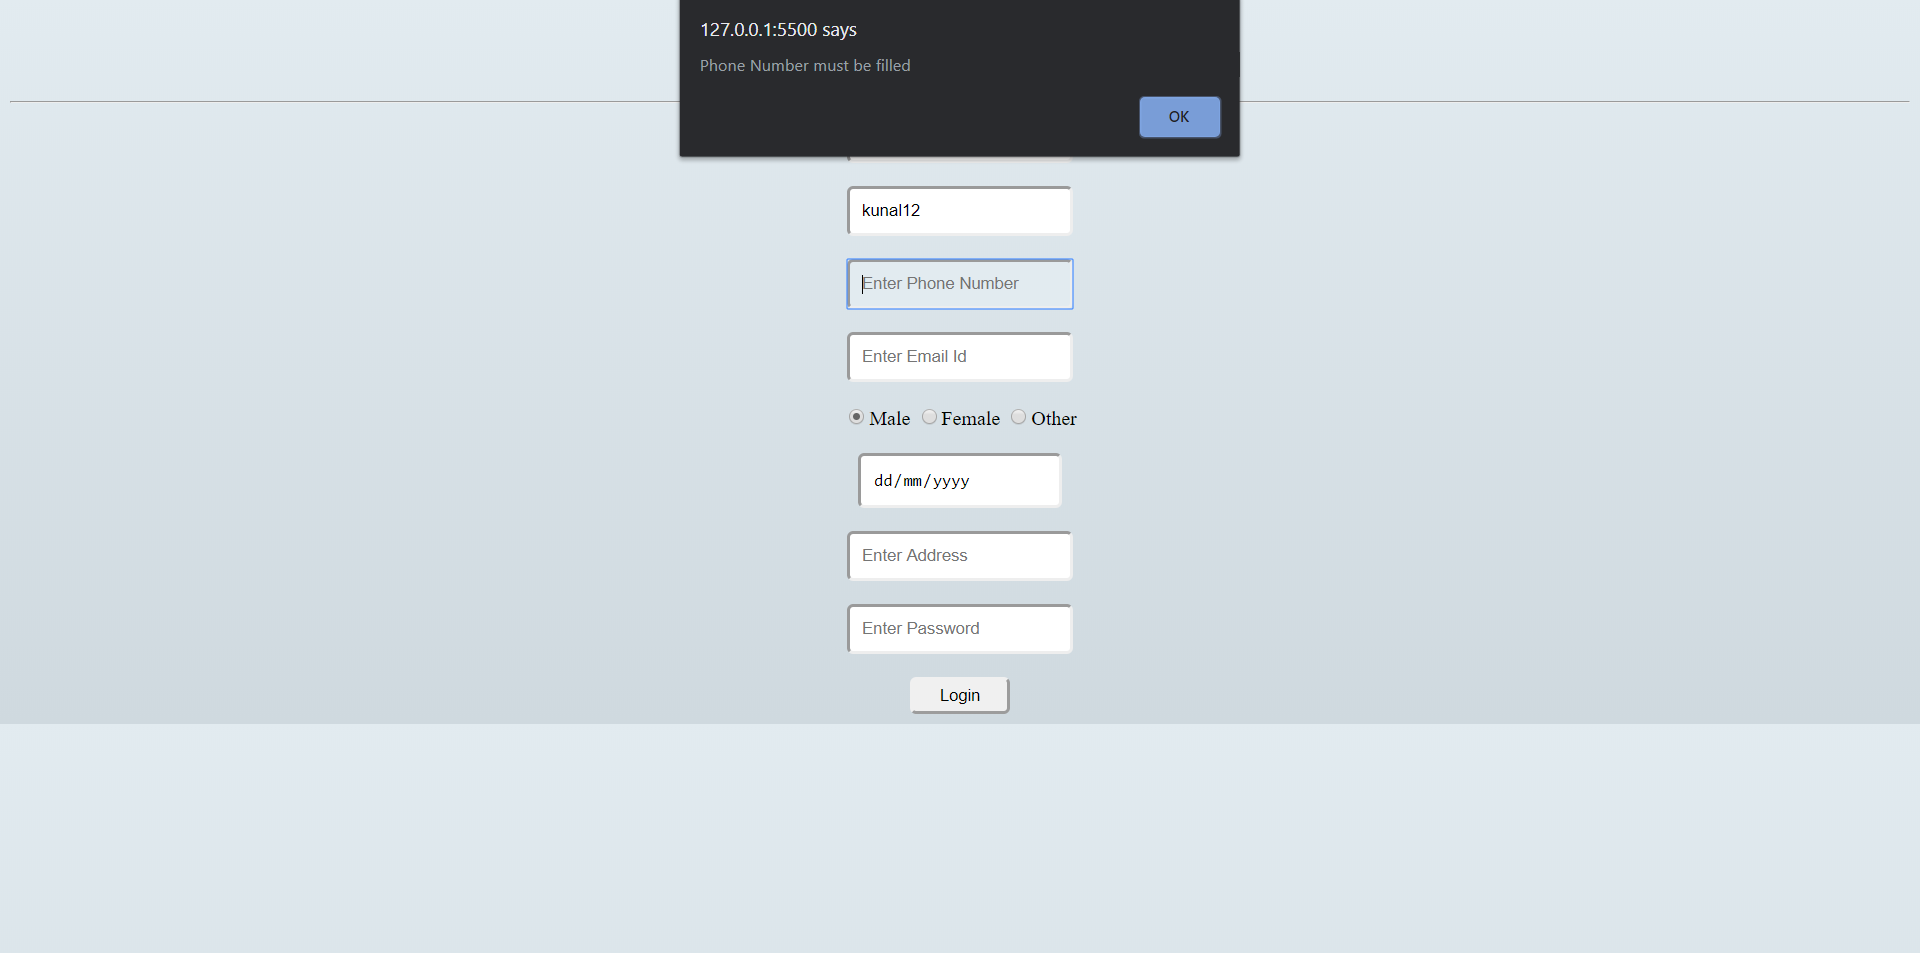 127.0.0.1:5500 says
Phone Number must be filled
OK
kunal12
Enter Phone Number
Enter Email Id
Male Female Other
dd/mm/yyyy
Enter Address
Enter Password
Login